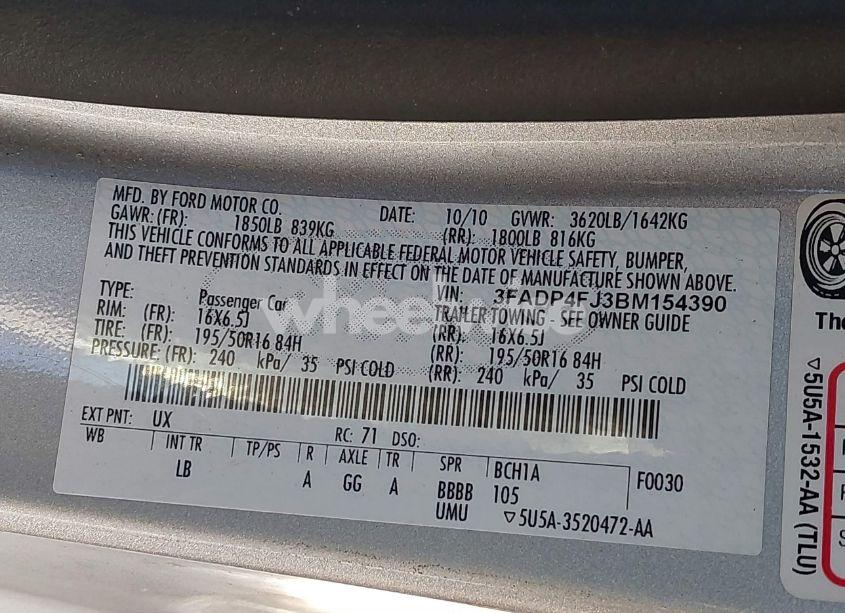 MFD. BY FORD MOTOR CO. DATE: 10/10 GVWR: 3620LB/1642KG
GAWR:(FR): 1850LB 839KG (RR): 1800LB 816KG
THIS VEHICLE CONFORMS TO ALL APPLICABLE FEDERAL MOTOR VEHICLE SAFETY, BUMPER,
AND THEFT PREVENTION STANDARDS IN EFFECT ON THE DATE OF MANUFACTURE SHOWN ABOVE.
VIN: 3FADP4FJ3BM154390
TYPE: Passenger Car TRAILER TOWING - SEE OWNER GUIDE
RIM: (FR): 16X6.5J (RR): 16X6.5J
TIRE: (FR): 195/50R16 84H (RR): 195/50R16 84H
PRESSURE: (FR): 240 kPa/ 35 PSI COLD (RR): 240 kPa/ 35 PSI COLD
EXT PNT: UX RC: 71 DSO:
WB INT TR TP/PS R AXLE TR SPR BCH1A F0030
LB A GG A BBBB 105
UMU ▽5U5A-3520472-AA
The
▽5U5A-1532-AA (TLU)